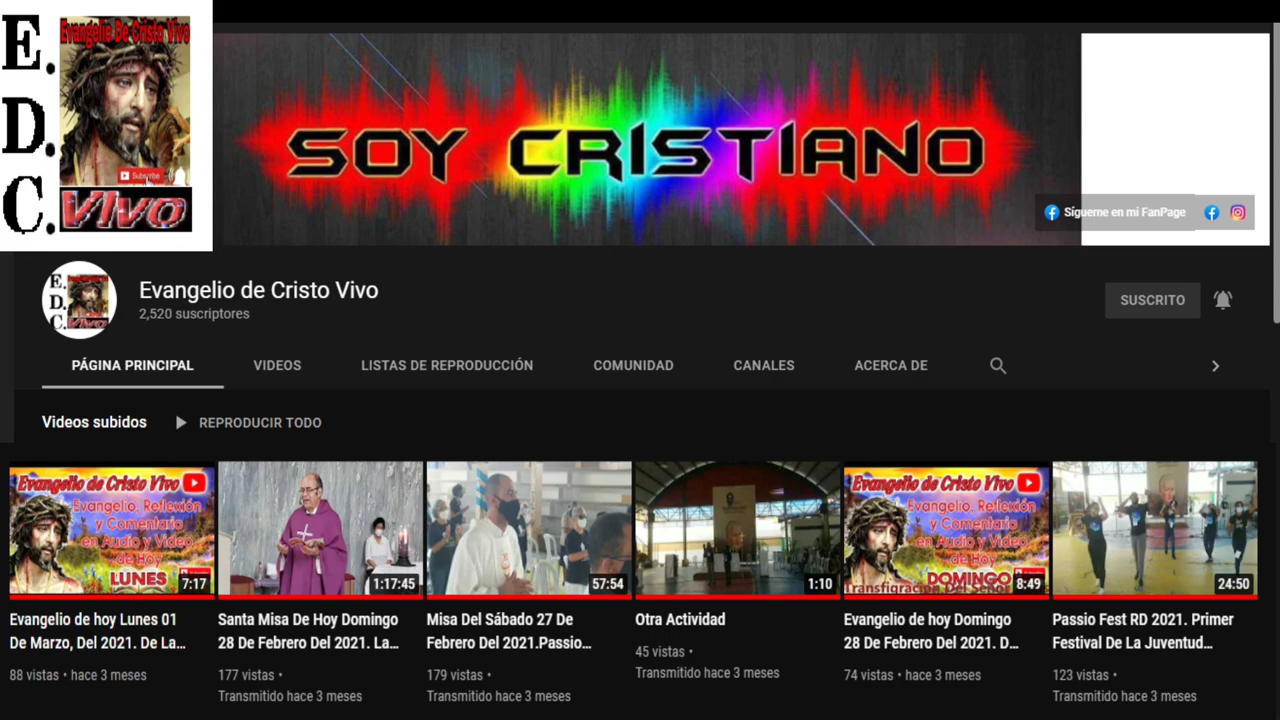 E.
D.
C.
Evangelio De Cristo Vivo
Subscribe
Vivo
SOY CRISTIANO
Sígueme en mi FanPage
E.
D.
C.
Vivo
Evangelio de Cristo Vivo
2,520 suscriptores
SUSCRITO
PÁGINA PRINCIPAL
VIDEOS
LISTAS DE REPRODUCCIÓN
COMUNIDAD
CANALES
ACERCA DE
Videos subidos
REPRODUCIR TODO
Evangelio de Cristo Vivo
Evangelio, Reflexión
y Comentario
en Audio y Video
de Hoy
LUNES
7:17
Evangelio de hoy Lunes 01
De Marzo, Del 2021. De La...
88 vistas • hace 3 meses
1:17:45
Santa Misa De Hoy Domingo
28 De Febrero Del 2021. La...
177 vistas •
Transmitido hace 3 meses
57:54
Misa Del Sábado 27 De
Febrero Del 2021.Passio...
179 vistas •
Transmitido hace 3 meses
1:10
Otra Actividad
45 vistas •
Transmitido hace 3 meses
Evangelio de Cristo Vivo
Evangelio, Reflexión
y Comentario
en Audio y Video
de Hoy
DOMINGO
Transfigracion Del Señor
8:49
Evangelio de hoy Domingo
28 De Febrero Del 2021. D...
74 vistas • hace 3 meses
24:50
Passio Fest RD 2021. Primer
Festival De La Juventud...
123 vistas •
Transmitido hace 3 meses